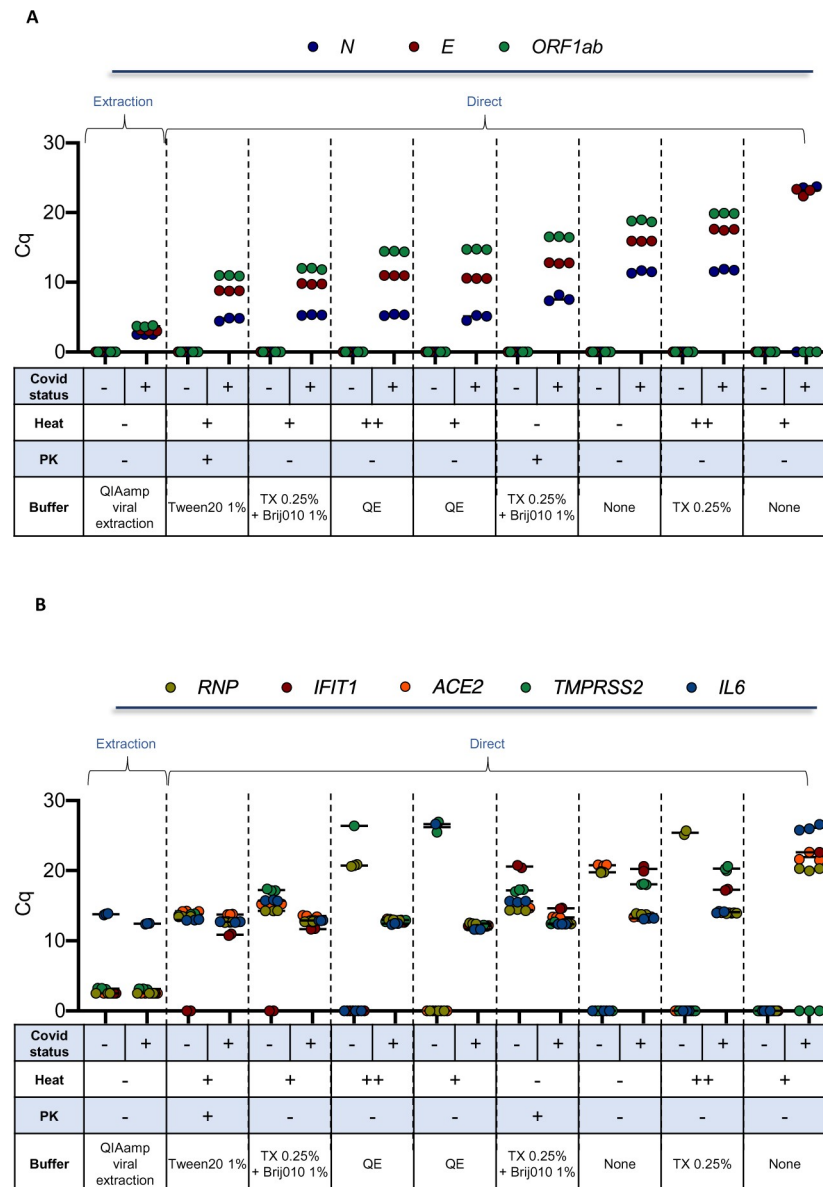 A
N E ORF1ab
Extraction Direct
30
20
10
0
Cq
Covid status - + - + - + - + - + - + - + - + - +
Heat - + + ++ + - - ++ +
PK - + - - - + - - -
Buffer QIAamp viral extraction Tween20 1% TX 0.25% + Brij010 1% QE QE TX 0.25% + Brij010 1% None TX 0.25% None
B
RNP IFIT1 ACE2 TMPRSS2 IL6
Extraction Direct
30
20
10
0
Cq
Covid status - + - + - + - + - + - + - + - + - +
Heat - + + ++ + - - ++ +
PK - + - - - + - - -
Buffer QIAamp viral extraction Tween20 1% TX 0.25% + Brij010 1% QE QE TX 0.25% + Brij010 1% None TX 0.25% None